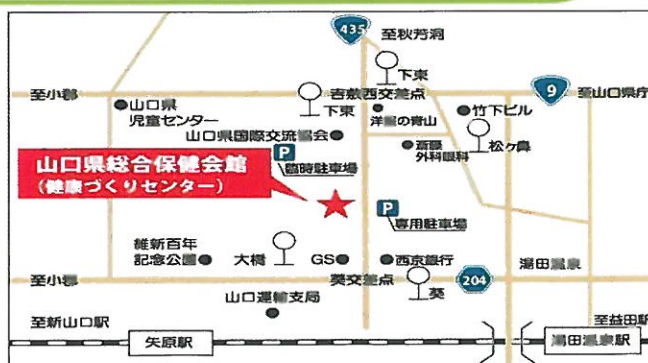 435
至秋芳洞
下東
至小郡
吉敷西交差点
9
至山口県庁
山口県
児童センター
下東
洋服の青山
竹下ビル
山口県国際交流協会
斎藤
外科眼科
松ヶ鼻
P
臨時駐車場
山口県総合保健会館
(健康づくりセンター)
P
専用駐車場
維新百年
記念公園
大橋
GS
西京銀行
湯田温泉
至小郡
葵交差点
葵
204
山口運輸支局
至新山口駅
至益田駅
矢原駅
湯田温泉駅